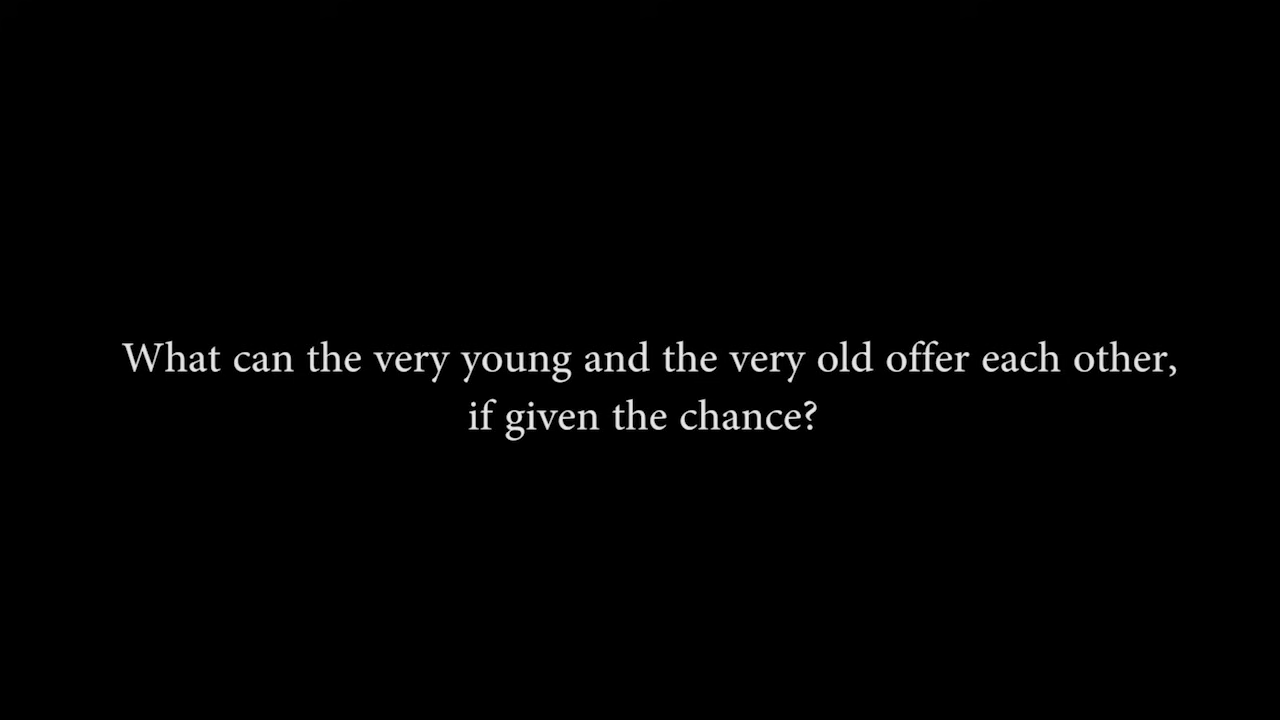 What can the very young and the very old offer each other,
if given the chance?